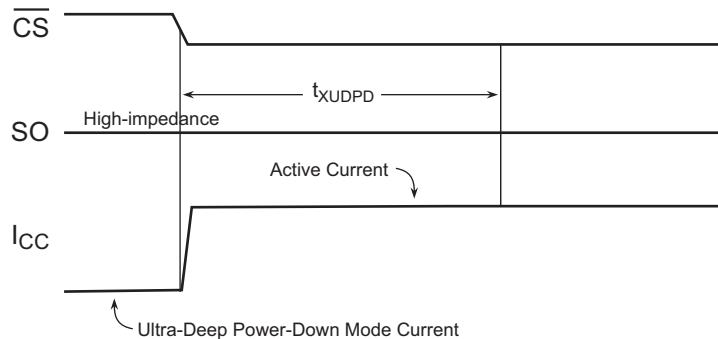 CS
tXUDPD
High-impedance
SO
Active Current
ICC
Ultra-Deep Power-Down Mode Current